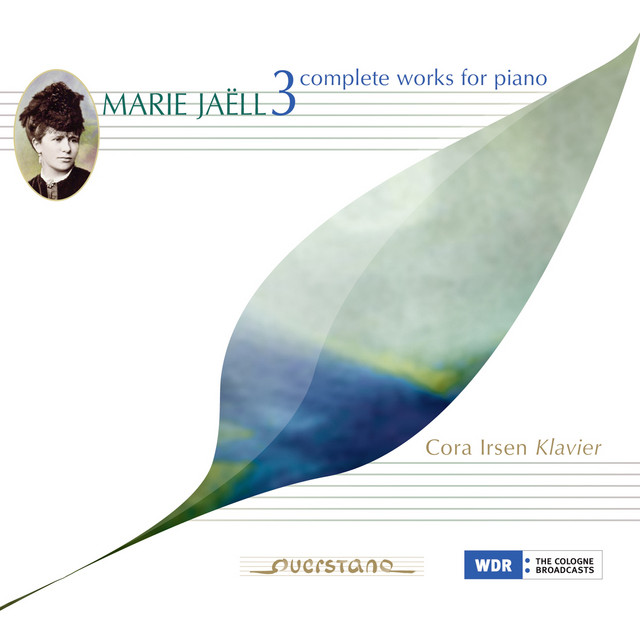 MARIE JAËLL 3 complete works for piano
Cora Irsen Klavier
querstand
WDR: THE COLOGNE
BROADCASTS